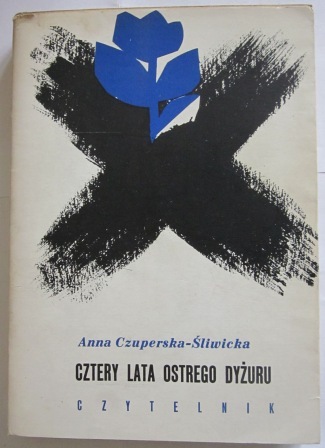 Anna Czuperska-Śliwicka
CZTERY LATA OSTREGO DYŻURU
CZYTELNIK